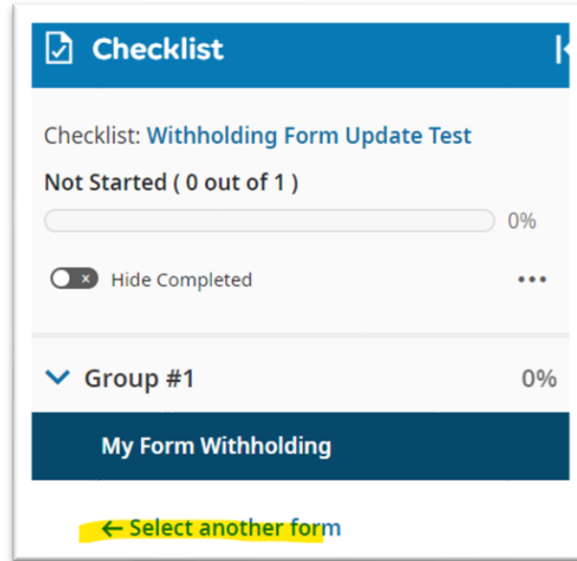 Checklist
Checklist: Withholding Form Update Test
Not Started ( 0 out of 1 )
0%
Hide Completed
Group #1 0%
My Form Withholding
← Select another form